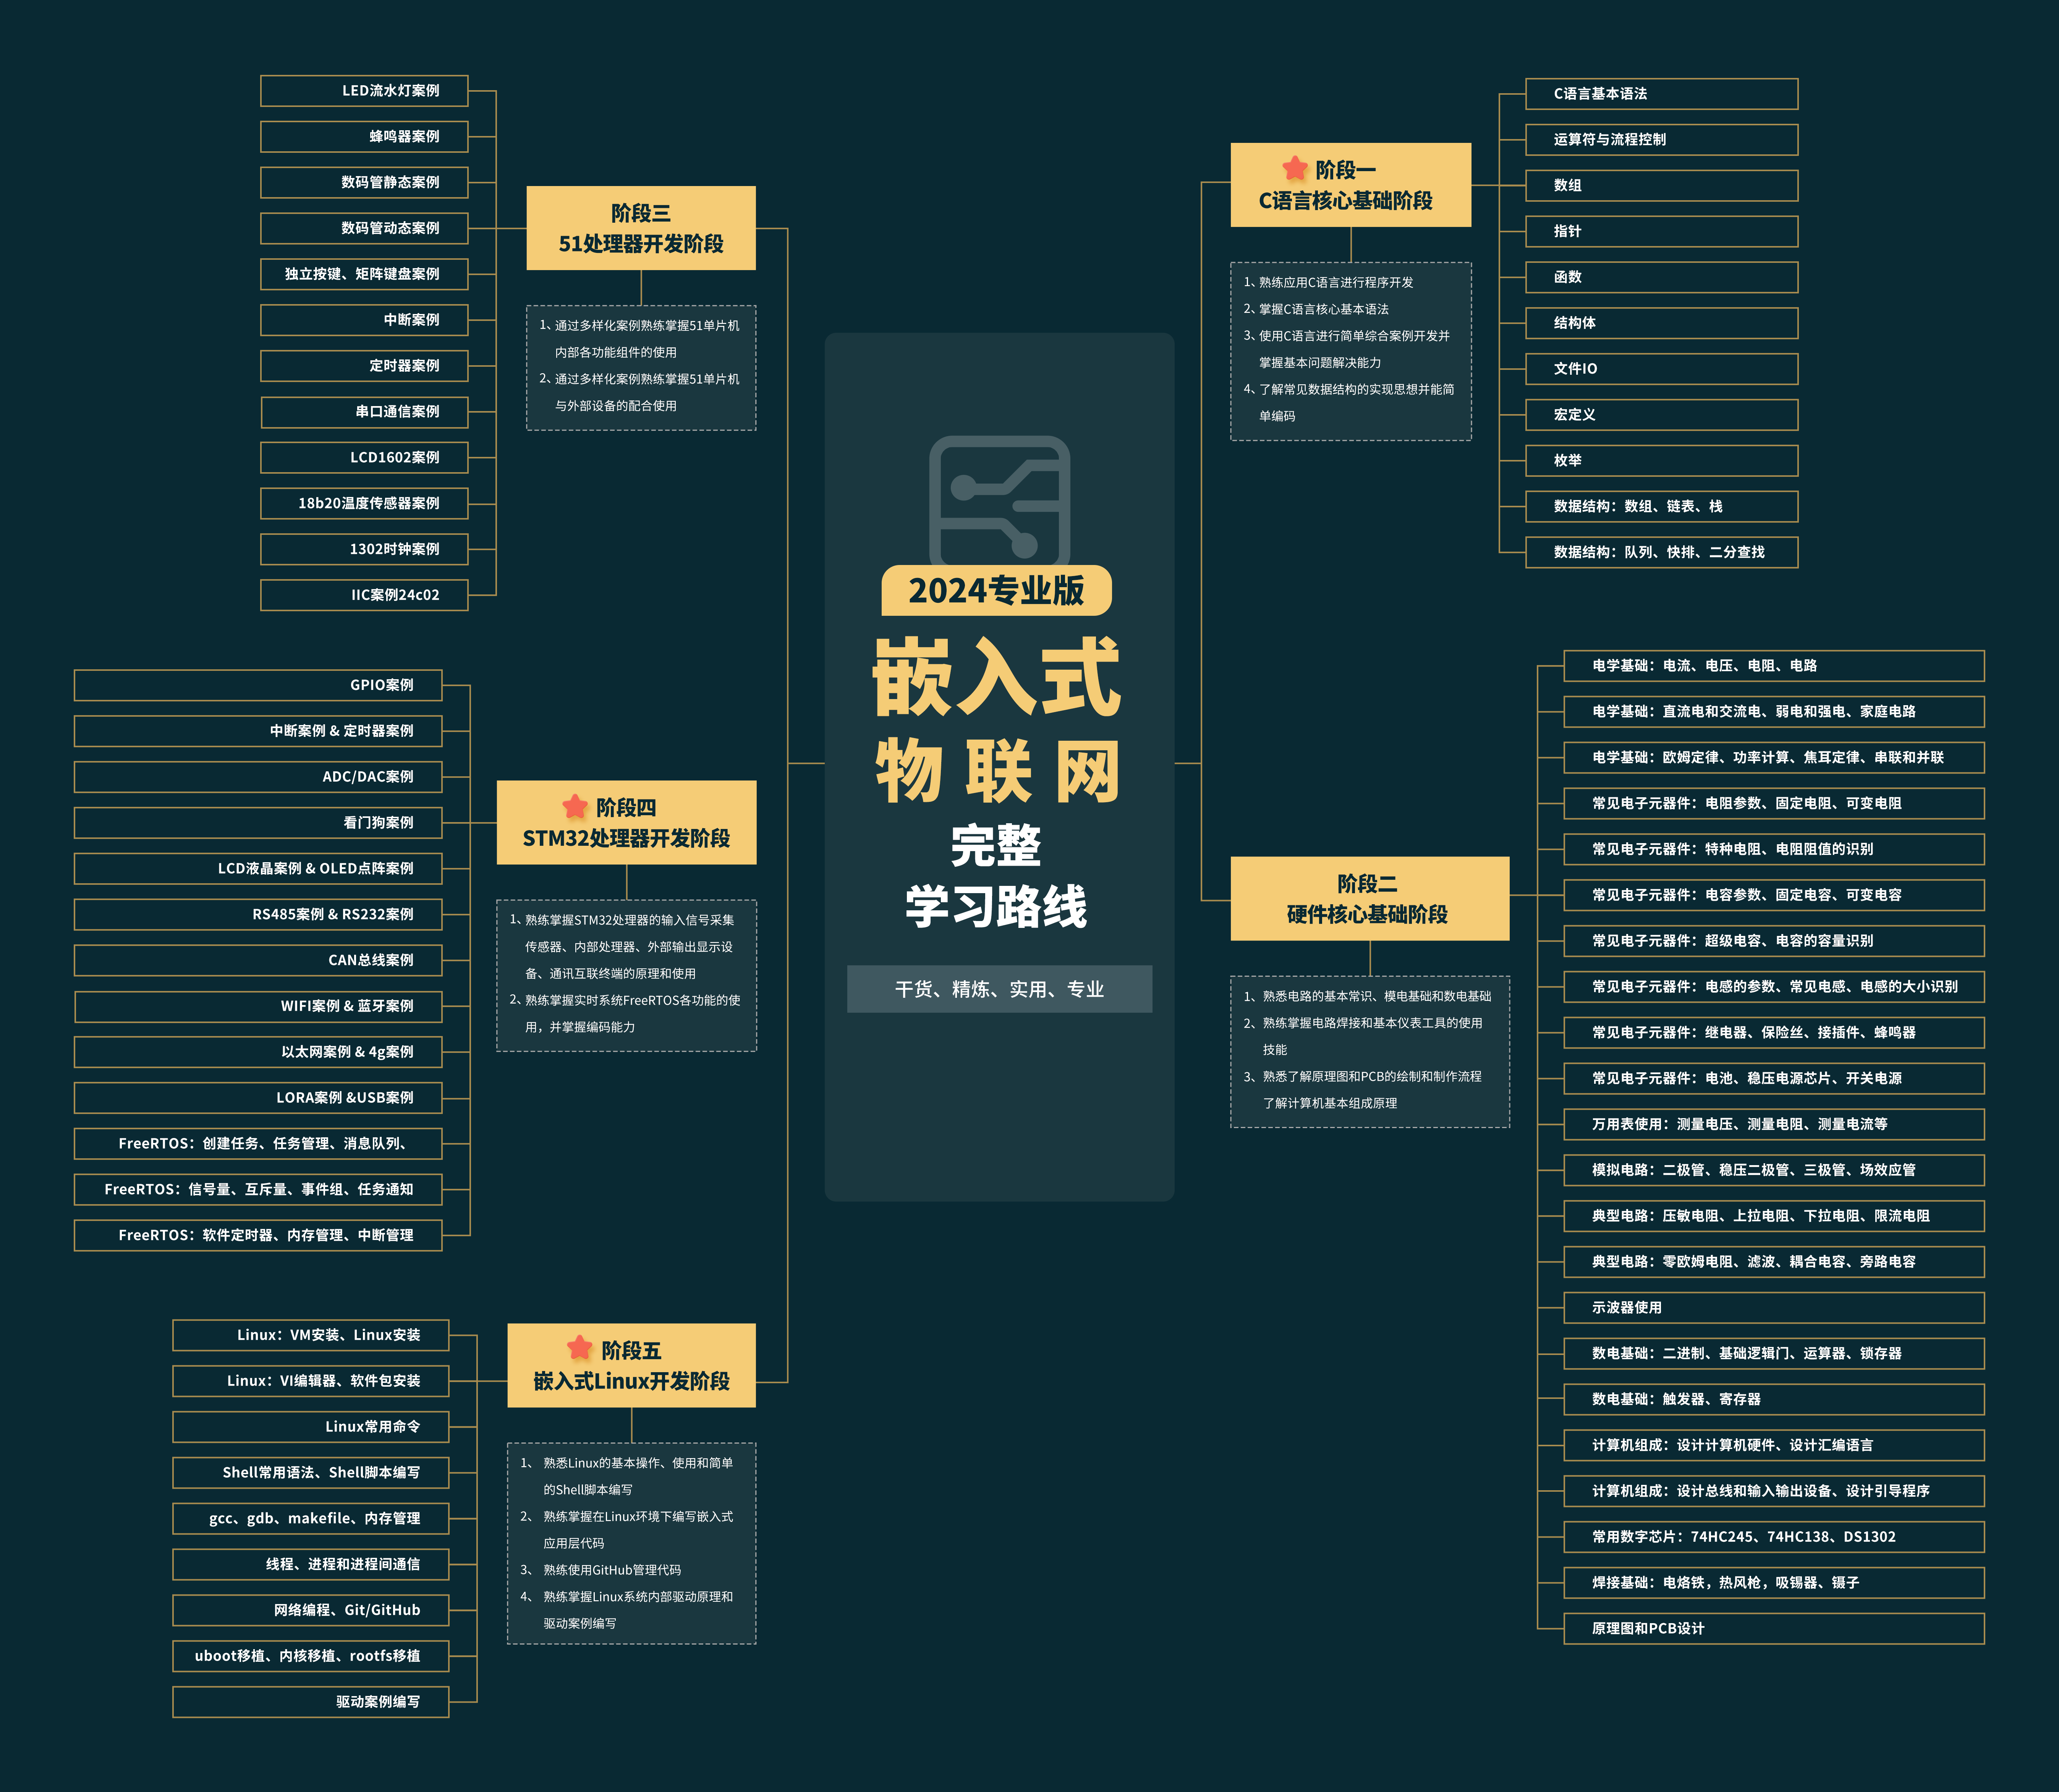 2024专业版
嵌入式
物联网
完整
学习路线
干货、精炼、实用、专业
阶段一
C语言核心基础阶段
1、熟练应用C语言进行程序开发
2、掌握C语言核心基本语法
3、使用C语言进行简单综合案例开发并
掌握基本问题解决能力
4、了解常见数据结构的实现思想并能简
单编码
C语言基本语法
运算符与流程控制
数组
指针
函数
结构体
文件IO
宏定义
枚举
数据结构：数组、链表、栈
数据结构：队列、快排、二分查找
阶段二
硬件核心基础阶段
1、熟悉电路的基本常识、模电基础和数电基础
2、熟练掌握电路焊接和基本仪表工具的使用
技能
3、熟悉了解原理图和PCB的绘制和制作流程
了解计算机基本组成原理
电学基础：电流、电压、电阻、电路
电学基础：直流电和交流电、弱电和强电、家庭电路
电学基础：欧姆定律、功率计算、焦耳定律、串联和并联
常见电子元器件：电阻参数、固定电阻、可变电阻
常见电子元器件：特种电阻、电阻阻值的识别
常见电子元器件：电容参数、固定电容、可变电容
常见电子元器件：超级电容、电容的容量识别
常见电子元器件：电感的参数、常见电感、电感的大小识别
常见电子元器件：继电器、保险丝、接插件、蜂鸣器
常见电子元器件：电池、稳压电源芯片、开关电源
万用表使用：测量电压、测量电阻、测量电流等
模拟电路：二极管、稳压二极管、三极管、场效应管
典型电路：压敏电阻、上拉电阻、下拉电阻、限流电阻
典型电路：零欧姆电阻、滤波、耦合电容、旁路电容
示波器使用
数电基础：二进制、基础逻辑门、运算器、锁存器
数电基础：触发器、寄存器
计算机组成：设计计算机硬件、设计汇编语言
计算机组成：设计总线和输入输出设备、设计引导程序
常用数字芯片：74HC245、74HC138、DS1302
焊接基础：电烙铁，热风枪，吸锡器、镊子
原理图和PCB设计
阶段三
51处理器开发阶段
1、通过多样化案例熟练掌握51单片机
内部各功能组件的使用
2、通过多样化案例熟练掌握51单片机
与外部设备的配合使用
LED流水灯案例
蜂鸣器案例
数码管静态案例
数码管动态案例
独立按键、矩阵键盘案例
中断案例
定时器案例
串口通信案例
LCD1602案例
18b20温度传感器案例
1302时钟案例
IIC案例24c02
阶段四
STM32处理器开发阶段
1、熟练掌握STM32处理器的输入信号采集
传感器、内部处理器、外部输出显示设
备、通讯互联终端的原理和使用
2、熟练掌握实时系统FreeRTOS各功能的使
用，并掌握编码能力
GPIO案例
中断案例 & 定时器案例
ADC/DAC案例
看门狗案例
LCD液晶案例 & OLED点阵案例
RS485案例 & RS232案例
CAN总线案例
WIFI案例 & 蓝牙案例
以太网案例 & 4g案例
LORA案例 &USB案例
FreeRTOS：创建任务、任务管理、消息队列、
FreeRTOS：信号量、互斥量、事件组、任务通知
FreeRTOS：软件定时器、内存管理、中断管理
阶段五
嵌入式Linux开发阶段
1、 熟悉Linux的基本操作、使用和简单
的Shell脚本编写
2、 熟练掌握在Linux环境下编写嵌入式
应用层代码
3、 熟练使用GitHub管理代码
4、 熟练掌握Linux系统内部驱动原理和
驱动案例编写
Linux：VM安装、Linux安装
Linux：VI编辑器、软件包安装
Linux常用命令
Shell常用语法、Shell脚本编写
gcc、gdb、makefile、内存管理
线程、进程和进程间通信
网络编程、Git/GitHub
uboot移植、内核移植、rootfs移植
驱动案例编写